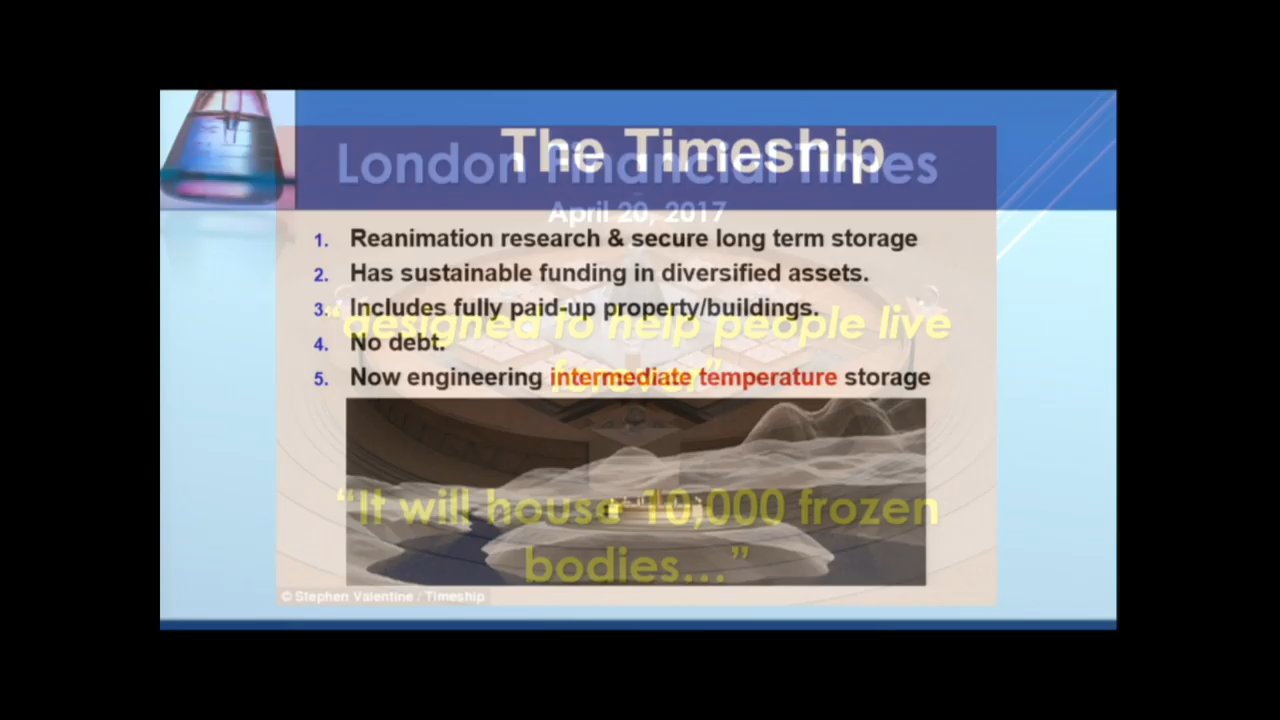 The Timeship
London Financial Times
April 20, 2017
1. Reanimation research & secure long term storage
2. Has sustainable funding in diversified assets.
3. Includes fully paid-up property/buildings.
“designed to help people live
4. No debt.
forever”
5. Now engineering intermediate temperature storage
“It will house 10,000 frozen
bodies...”
© Stephen Valentine / Timeship